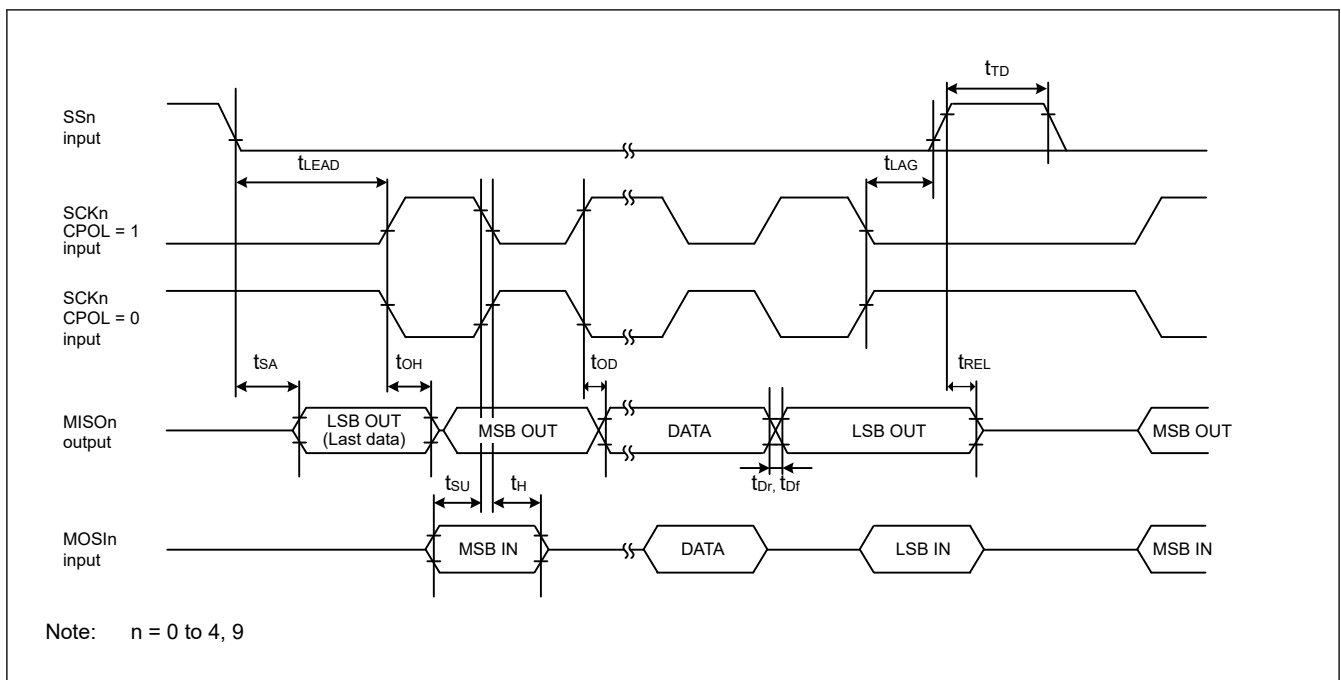 tTD
SSn
input
tLEAD
tLAG
SCKn
CPOL = 1
input
SCKn
CPOL = 0
input
tSA
tOH
tOD
tREL
MISOn
output
LSB OUT
(Last data)
MSB OUT
DATA
LSB OUT
MSB OUT
tSU
tH
tDr, tDf
MOSIn
input
MSB IN
DATA
LSB IN
MSB IN
Note: n = 0 to 4, 9